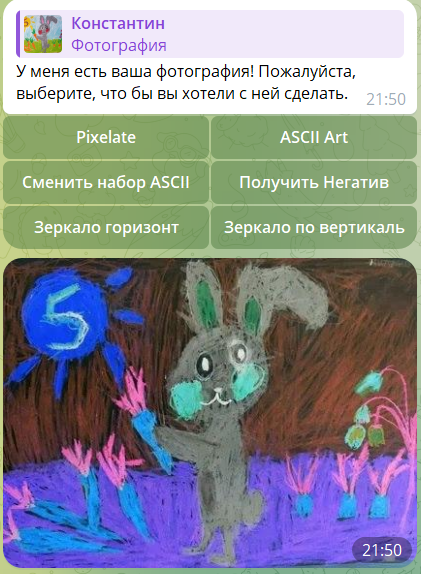 Константин
Фотография
У меня есть ваша фотография! Пожалуйста,
выберите, что бы вы хотели с ней сделать.
21:50
Pixelate
ASCII Art
Сменить набор ASCII
Получить Негатив
Зеркало горизонт
Зеркало по вертикаль
5
21:50